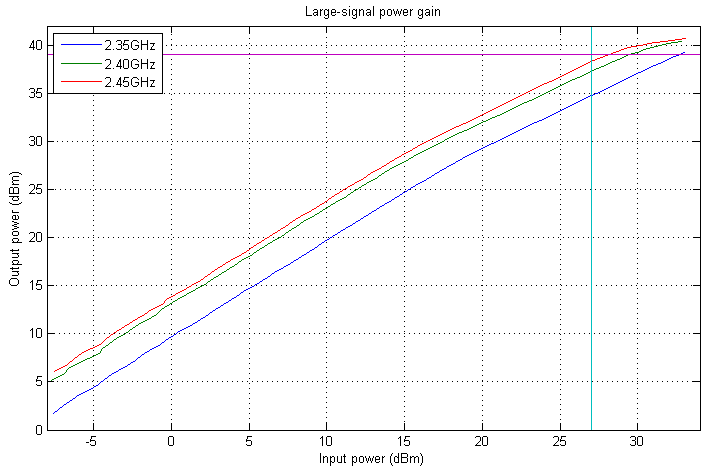 Large-signal power gain
2.35GHz
2.40GHz
2.45GHz
Output power (dBm)
40
35
30
25
20
15
10
5
0
-5
0
5
10
15
20
25
30
Input power (dBm)